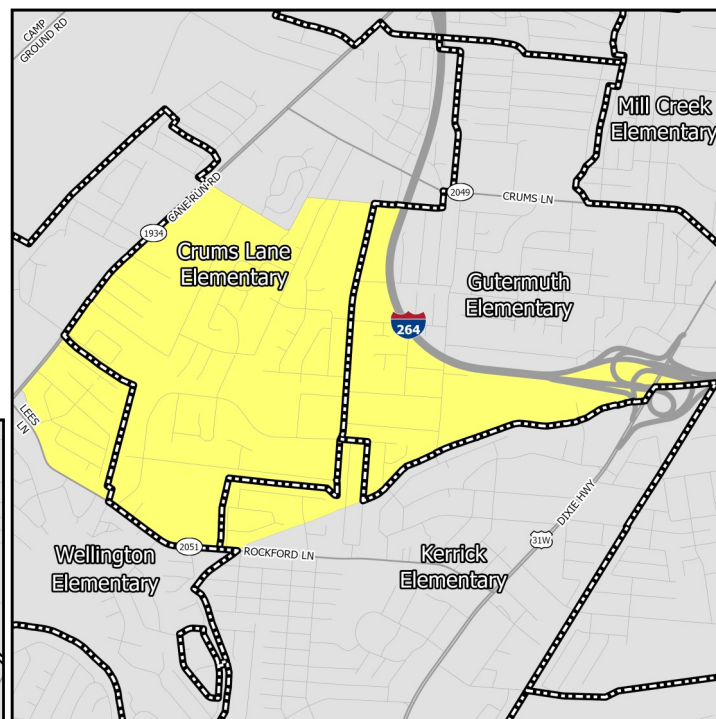 CAMP
GROUND RD
Mill Creek
Elementary
CANE RUN RD
2049
CRUMS LN
1934
Crums Lane
Elementary
Gutermuth
Elementary
264
LEES
LN
DIXIE HWY
31W
2051
ROCKFORD LN
Wellington
Elementary
Kerrick
Elementary